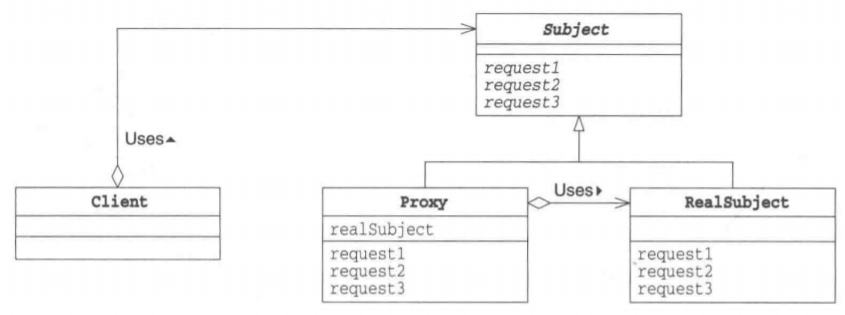 Subject
request1
request2
request3
Uses▲
Client
Proxy
realSubject
request1
request2
request3
Uses▶
RealSubject
request1
request2
request3